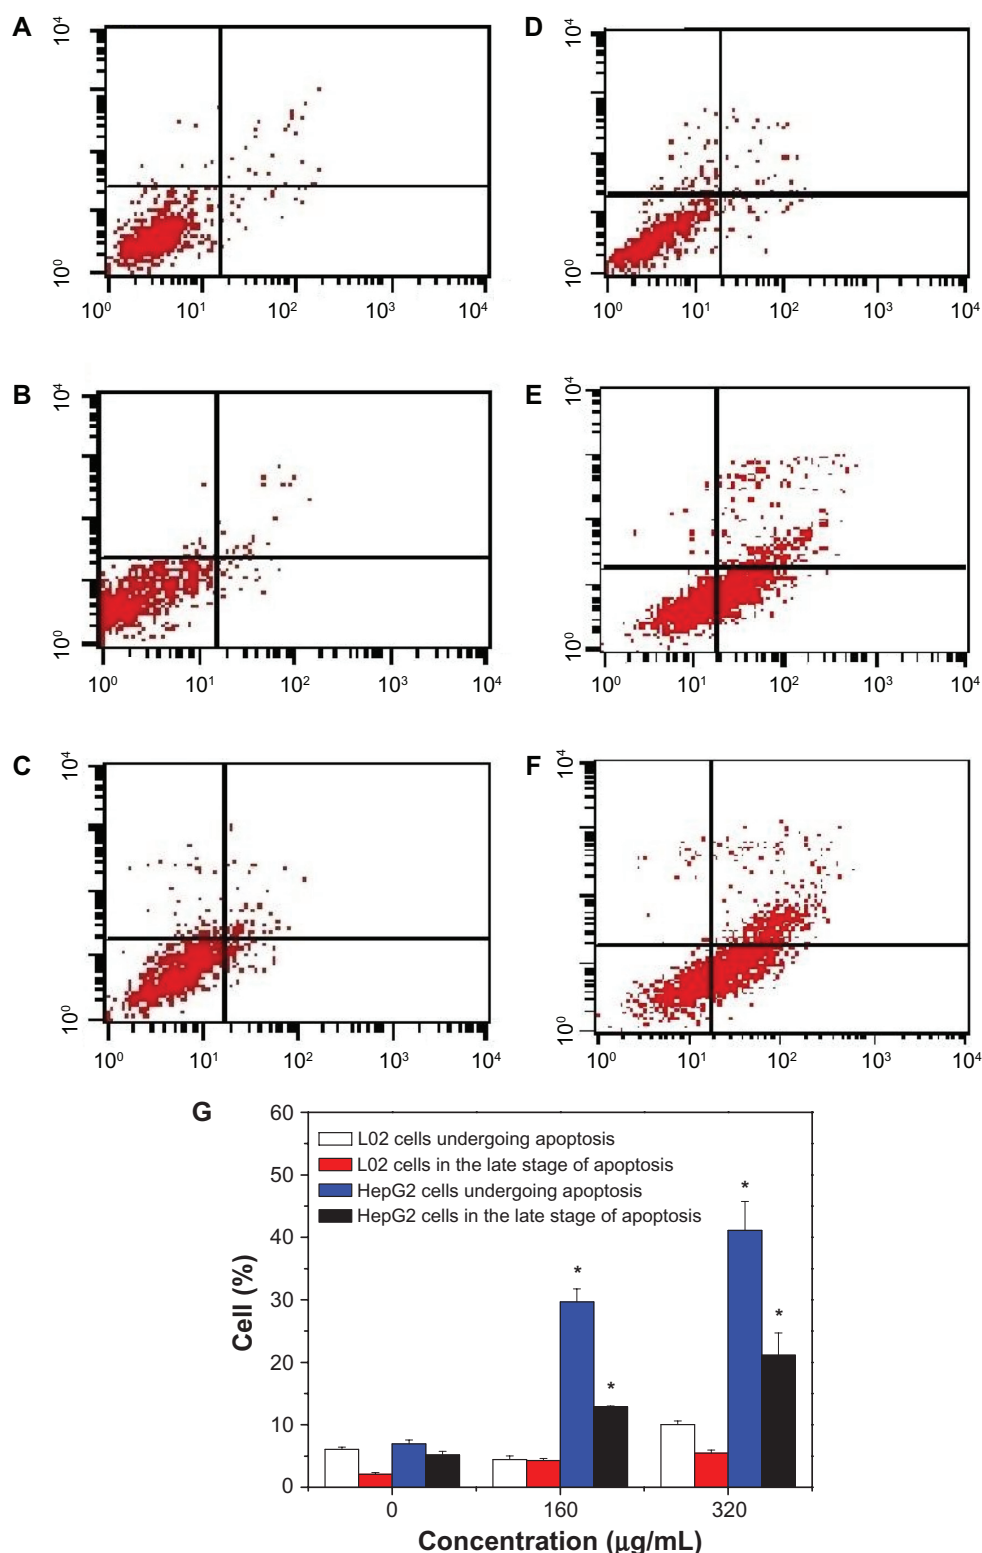 A
10⁴
10⁰
10⁰ 10¹ 10² 10³ 10⁴
D
10⁴
10⁰
10⁰ 10¹ 10² 10³ 10⁴
B
10⁴
10⁰
10⁰ 10¹ 10² 10³ 10⁴
E
10⁴
10⁰
10⁰ 10¹ 10² 10³ 10⁴
C
10⁴
10⁰
10⁰ 10¹ 10² 10³ 10⁴
F
10⁴
10⁰
10⁰ 10¹ 10² 10³ 10⁴
G
60
50
40
30
20
10
0
Cell (%)
L02 cells undergoing apoptosis
L02 cells in the late stage of apoptosis
HepG2 cells undergoing apoptosis
HepG2 cells in the late stage of apoptosis
*
*
*
*
0 160 320
Concentration (μg/mL)